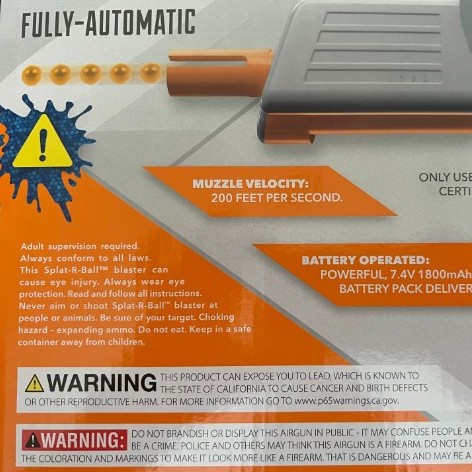 FULLY-AUTOMATIC
MUZZLE VELOCITY:
200 FEET PER SECOND.
ONLY USE
CERTI
BATTERY OPERATED:
POWERFUL, 7.4V 1800mAh
BATTERY PACK DELIVER
Adult supervision required.
Always conform to all laws.
This Splat-R-Ball™ blaster can
cause eye injury. Always wear eye
protection. Read and follow all instructions.
Never aim or shoot Splat-R-Ball™ blaster at
people or animals. Be sure of your target. Choking
hazard – expanding ammo. Do not eat. Keep in a safe
container away from children.
WARNING THIS PRODUCT CAN EXPOSE YOU TO LEAD, WHICH IS KNOWN TO
THE STATE OF CALIFORNIA TO CAUSE CANCER AND BIRTH DEFECTS
OR OTHER REPRODUCTIVE HARM. FOR MORE INFORMATION GO TO www.p65warnings.ca.gov.
WARNING: DO NOT BRANDISH OR DISPLAY THIS AIRGUN IN PUBLIC - IT MAY CONFUSE PEOPLE AN
BE A CRIME. POLICE AND OTHERS MAY THINK THIS AIRGUN IS A FIREARM. DO NOT CH
THE COLORATION AND MARKINGS TO MAKE IT LOOK MORE LIKE A FIREARM. THAT IS DANGEROUS AND MAY BE A